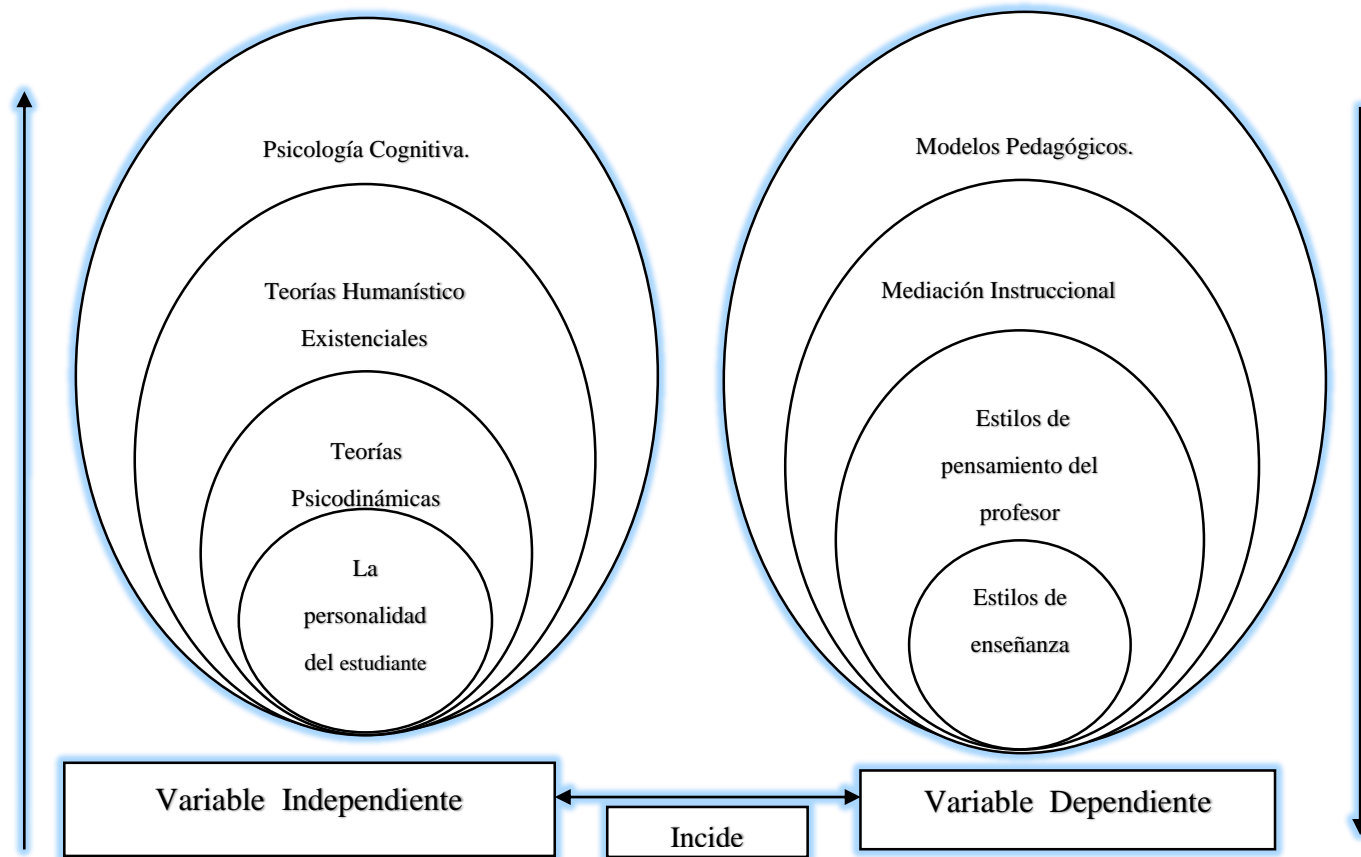 Psicología Cognitiva.
Teorías Humanístico
Existenciales
Teorías
Psicodinámicas
La
personalidad
del estudiante
Modelos Pedagógicos.
Mediación Instruccional
Estilos de
pensamiento del
profesor
Estilos de
enseñanza
Variable Independiente
Incide
Variable Dependiente